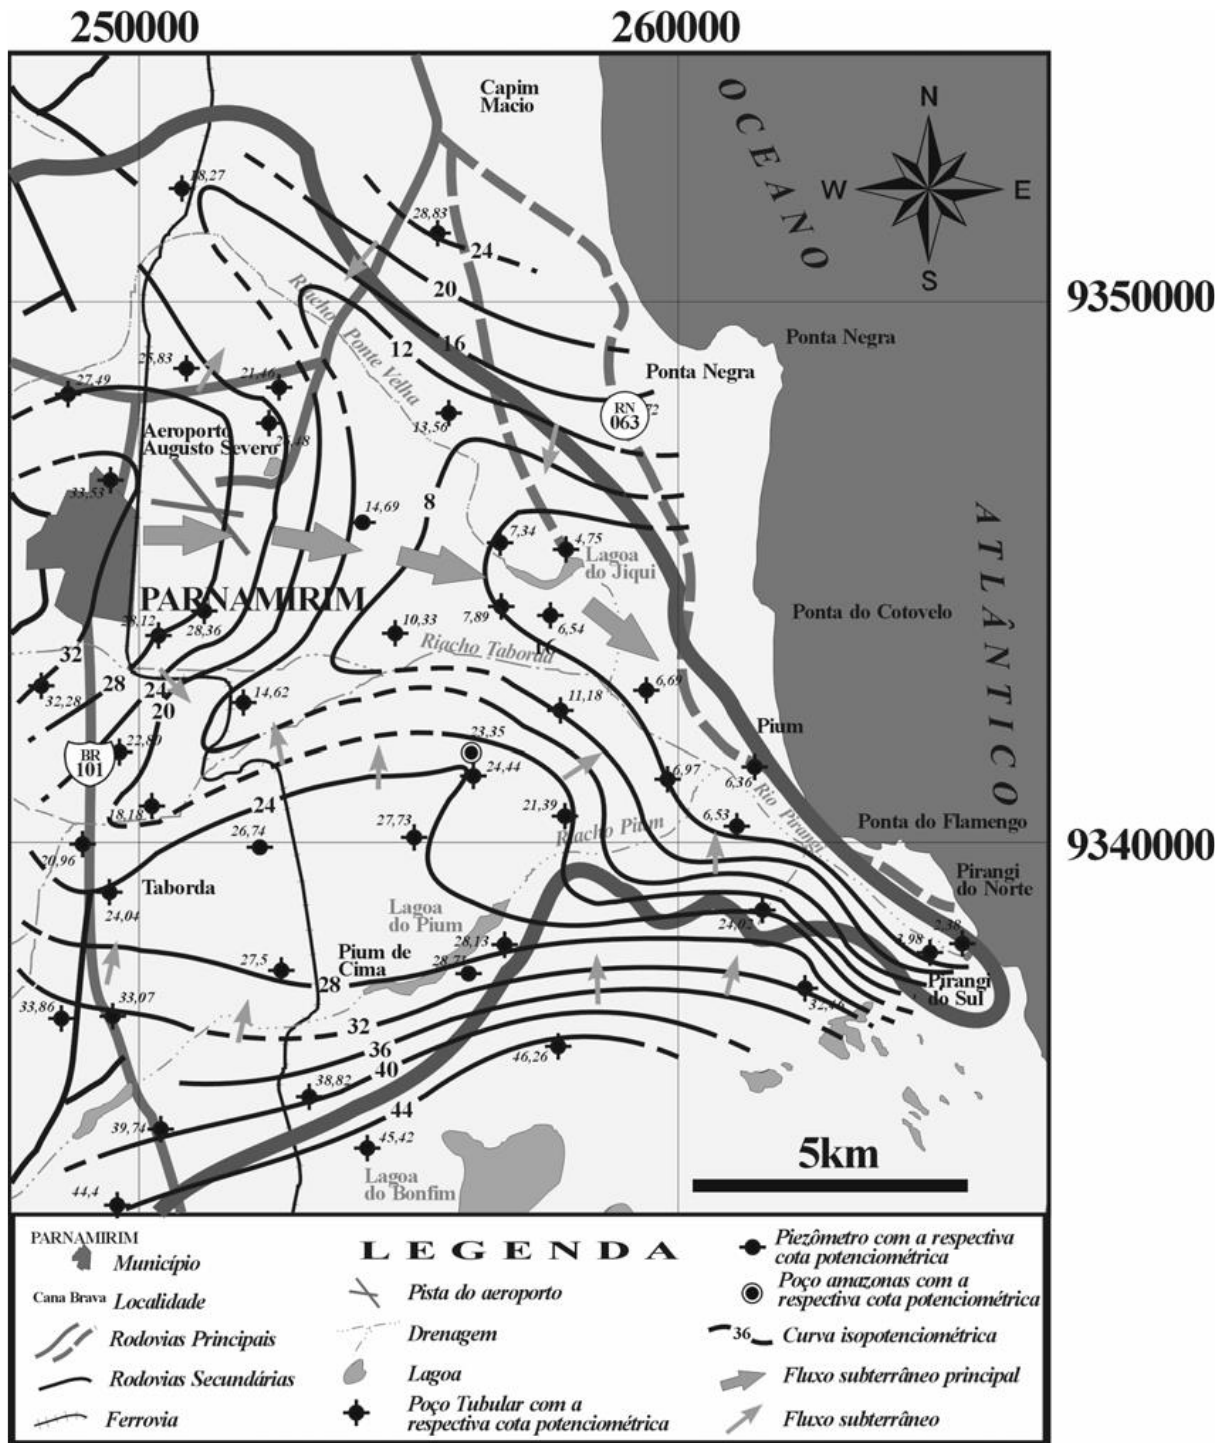 250000
260000
Capim
Macio
OCEANO
N
W
E
S
18,27
28,83
24
20
9350000
Riacho Ponte Velha
Ponta Negra
12
16
25,83
21,46
27,49
Ponta Negra
RN
063
72
13,56
Aeroporto
Augusto Severo
33,53
8
14,69
7,34
4,75
Lagoa
do Jiqui
ATLÂNTICO
PARNAMIRIM
28,12
28,36
7,89
6,54
Ponta do Cotovelo
10,33
Riacho Taborda
16
32
28
24
20
32,28
14,62
11,18
6,69
Pium
22,80
BR
101
23,35
24,44
6,97
6,36
18,18
24
21,39
Rio Pirangi
27,73
Riacho Pium
6,53
Ponta do Flamengo
9340000
20,96
26,74
Taborda
24,04
Pirangi
do Norte
Lagoa
do Pium
24,02
2,38
3,98
28,13
27,5
Pium de
Cima
28,71
28
Pirangi
do Sul
33,86
33,07
32
32,46
36
46,26
40
38,82
44
39,74
45,42
5km
Lagoa
do Bonfim
44,4
PARNAMIRIM
Município
Cana Brava
Localidade
Rodovias Principais
Rodovias Secundárias
Ferrovia
LEGENDA
Pista do aeroporto
Drenagem
Lagoa
Poço Tubular com a
respectiva cota potenciométrica
Piezômetro com a respectiva
cota potenciométrica
Poço amazonas com a
respectiva cota potenciométrica
36
Curva isopotenciométrica
Fluxo subterrâneo principal
Fluxo subterrâneo